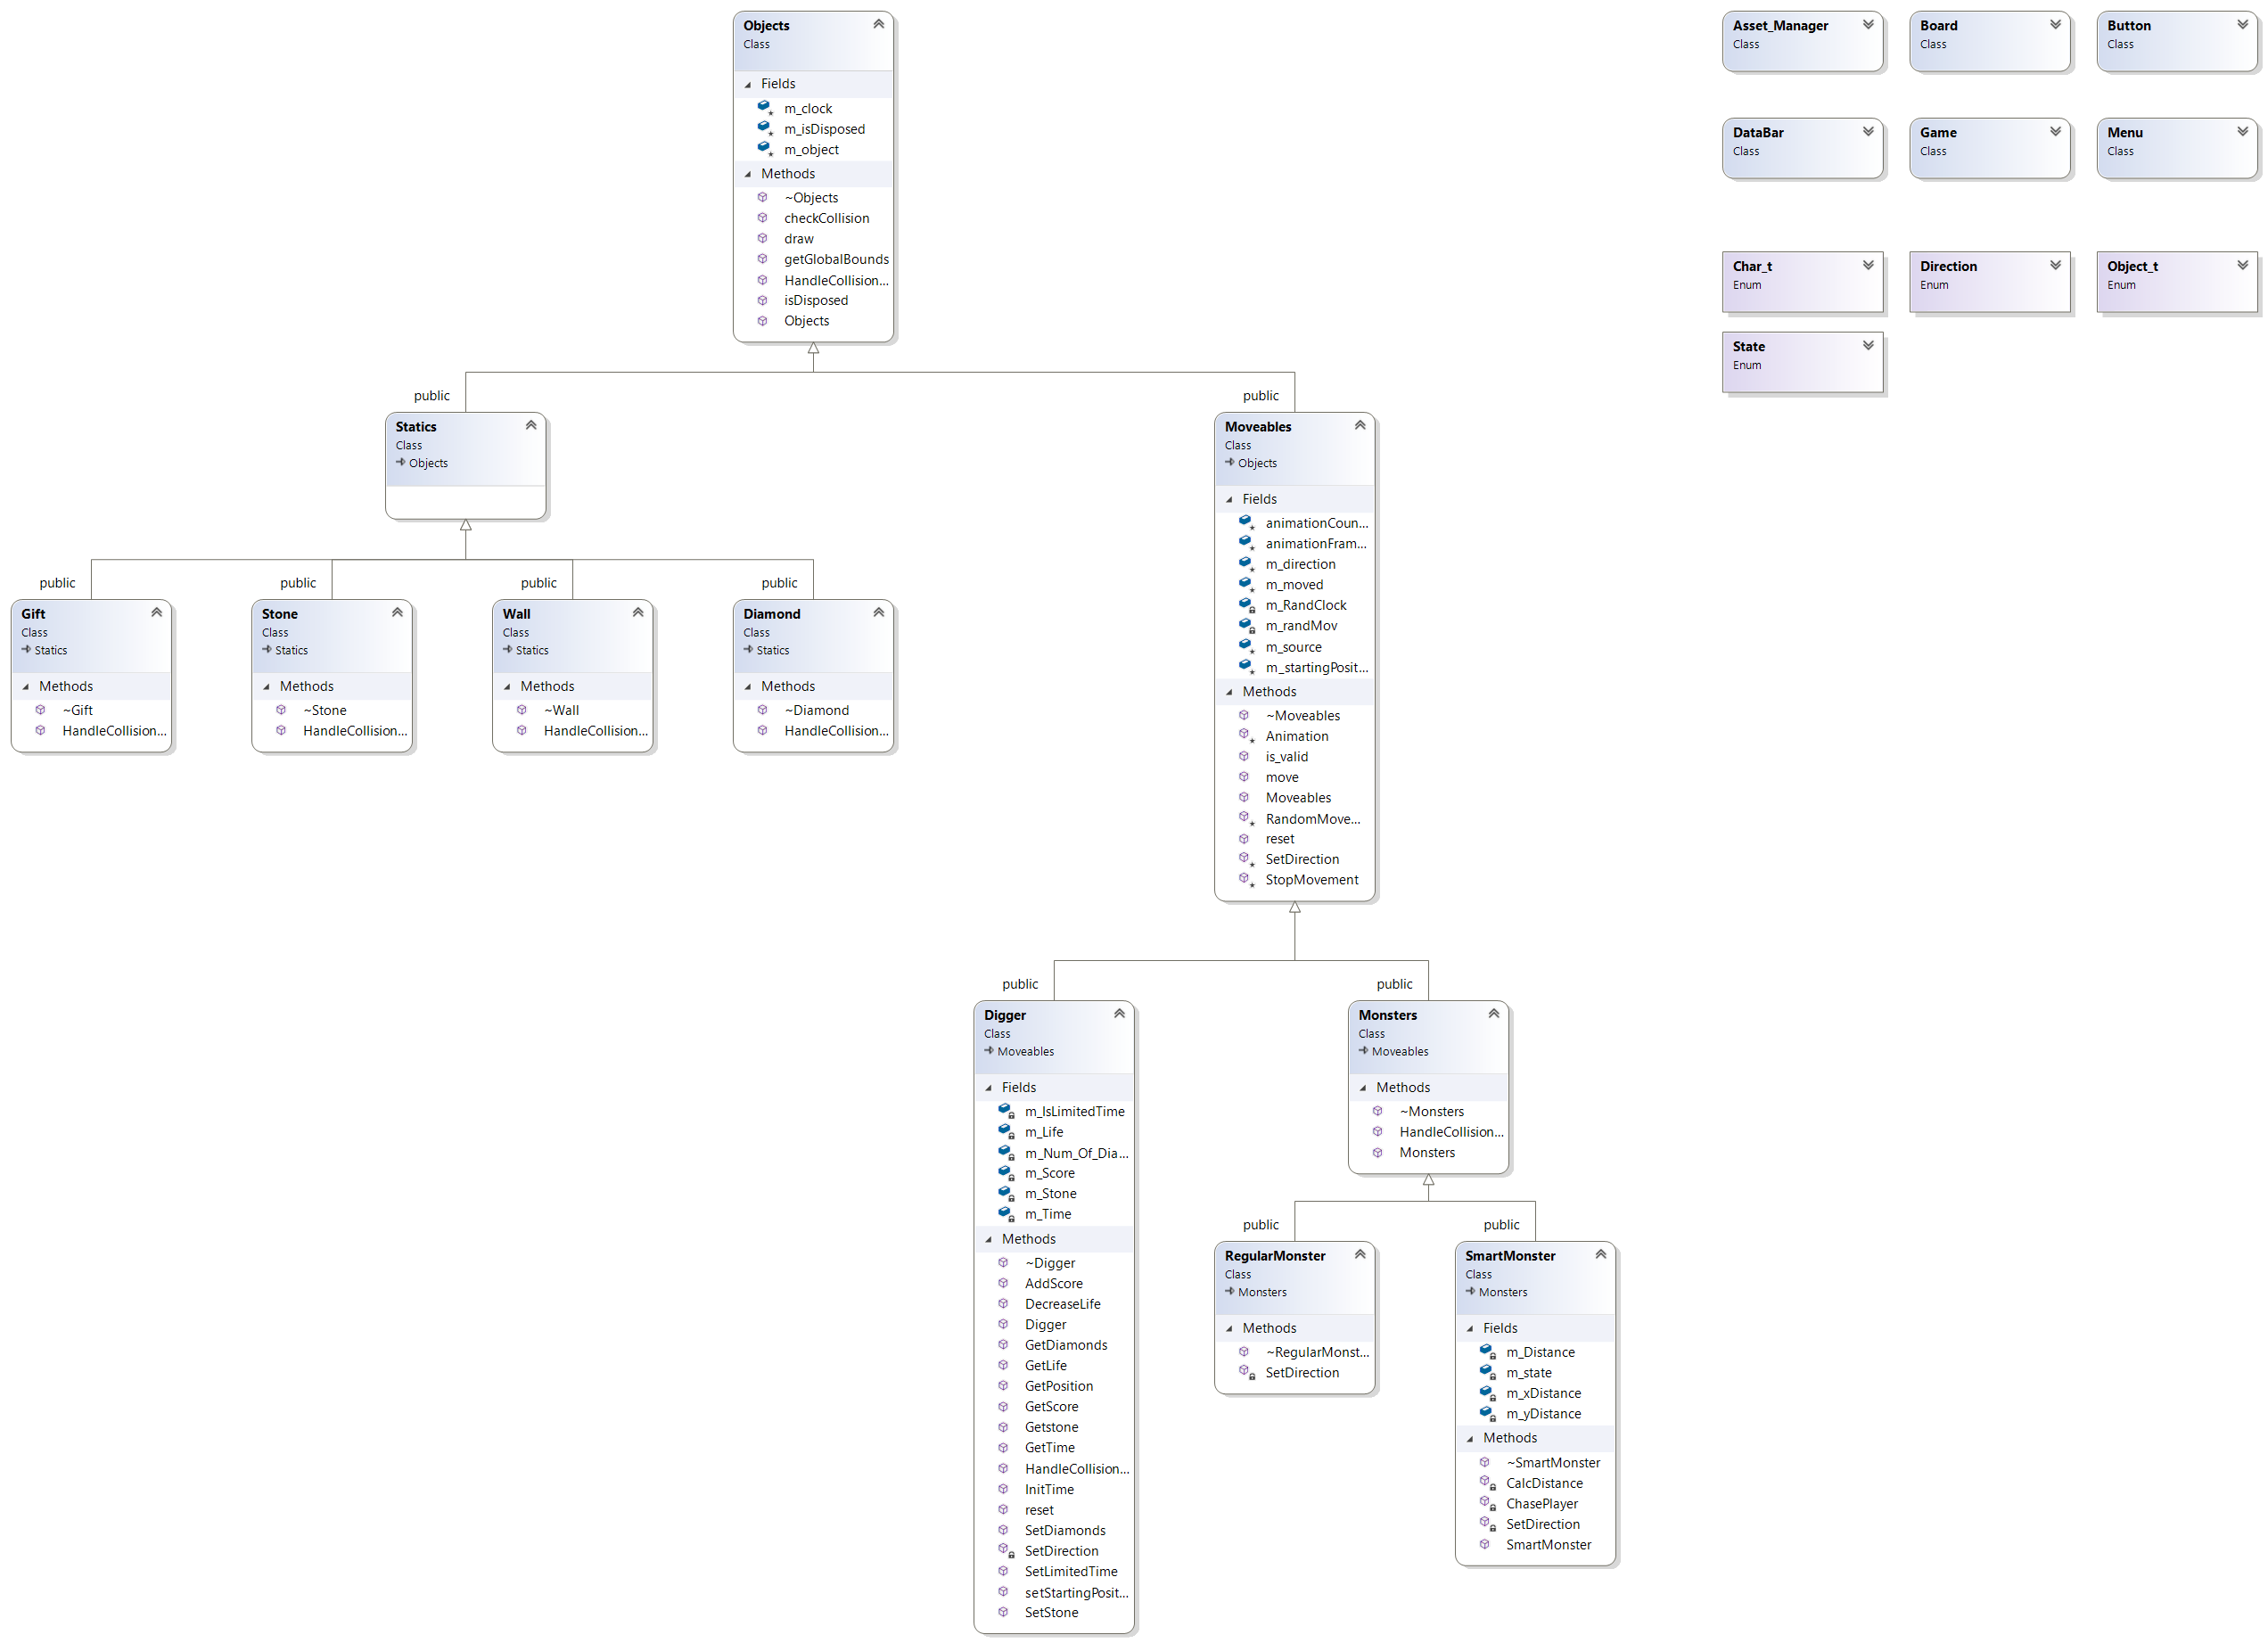 Objects
Class
Fields
m_clock
m_isDisposed
m_object
Methods
~Objects
checkCollision
draw
getGlobalBounds
HandleCollision...
isDisposed
Objects
Asset_Manager
Class
Board
Class
Button
Class
DataBar
Class
Game
Class
Menu
Class
Char_t
Enum
Direction
Enum
Object_t
Enum
State
Enum
public
public
Statics
Class
Objects
Moveables
Class
Objects
Fields
animationCoun...
animationFram...
m_direction
m_moved
m_RandClock
m_randMov
m_source
m_startingPosit...
Methods
~Moveables
Animation
is_valid
move
Moveables
RandomMove...
reset
SetDirection
StopMovement
public
public
public
public
Gift
Class
Statics
Methods
~Gift
HandleCollision...
Stone
Class
Statics
Methods
~Stone
HandleCollision...
Wall
Class
Statics
Methods
~Wall
HandleCollision...
Diamond
Class
Statics
Methods
~Diamond
HandleCollision...
public
public
Digger
Class
Moveables
Fields
m_IsLimitedTime
m_Life
m_Num_Of_Dia...
m_Score
m_Stone
m_Time
Methods
~Digger
AddScore
DecreaseLife
Digger
GetDiamonds
GetLife
GetPosition
GetScore
Getstone
GetTime
HandleCollision...
InitTime
reset
SetDiamonds
SetDirection
SetLimitedTime
setStartingPosit...
SetStone
Monsters
Class
Moveables
Methods
~Monsters
HandleCollision...
Monsters
public
public
RegularMonster
Class
Monsters
Methods
~RegularMonst...
SetDirection
SmartMonster
Class
Monsters
Fields
m_Distance
m_state
m_xDistance
m_yDistance
Methods
~SmartMonster
CalcDistance
ChasePlayer
SetDirection
SmartMonster